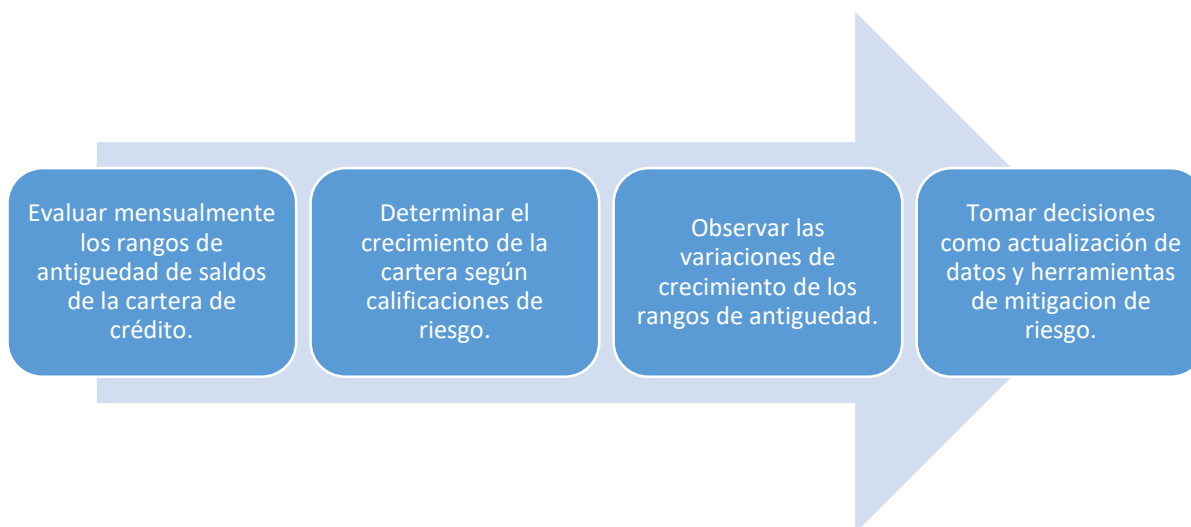 Evaluar mensualmente
los rangos de
antiguedad de saldos
de la cartera de
crédito.
Determinar el
crecimiento de la
cartera según
calificaciones de
riesgo.
Observar las
variaciones de
crecimiento de los
rangos de antiguedad.
Tomar decisiones
como actualización de
datos y herramientas
de mitigacion de
riesgo.